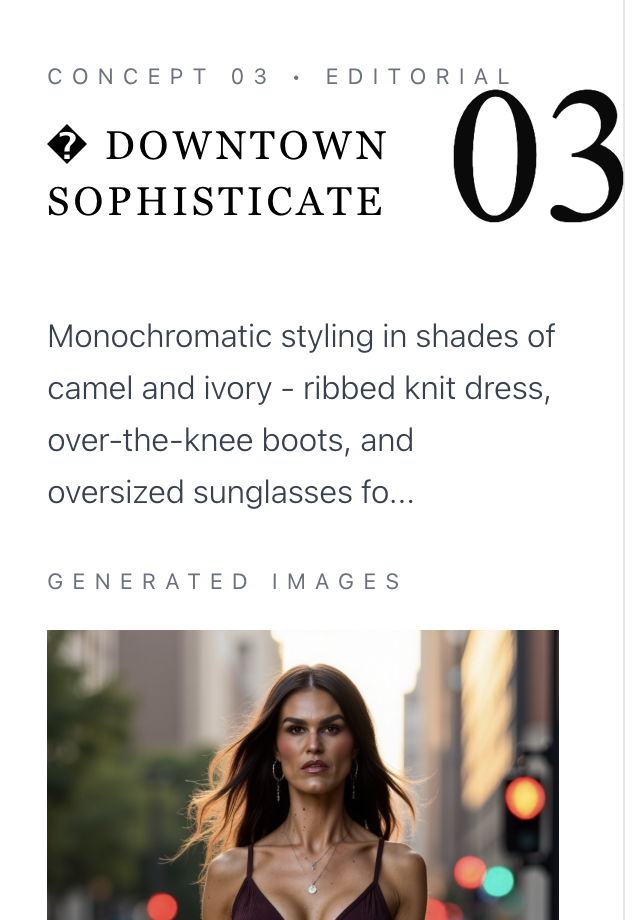 CONCEPT 03 • EDITORIAL
� DOWNTOWN
SOPHISTICATE
03
Monochromatic styling in shades of
camel and ivory - ribbed knit dress,
over-the-knee boots, and
oversized sunglasses fo...
GENERATED IMAGES